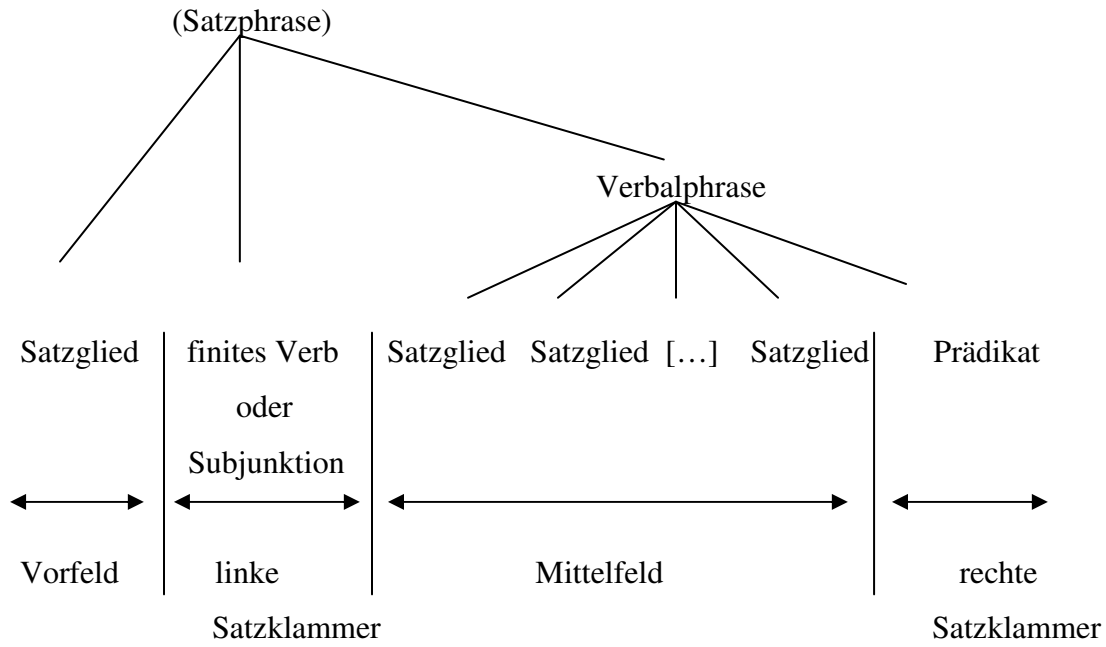 (Satzphrase)
Verbalphrase
Satzglied finites Verb Satzglied Satzglied […] Satzglied Prädikat
oder
Subjunktion
Vorfeld linke Mittelfeld rechte
Satzklammer Satzklammer